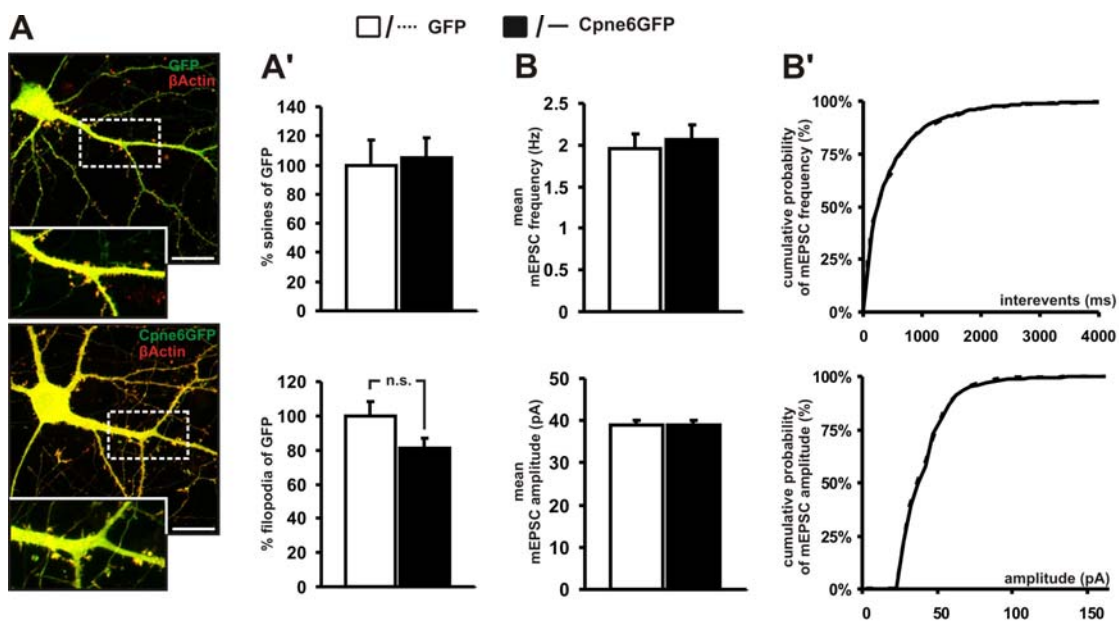 A
GFP
Cpne6GFP
A'
B
B'
GFP
βActin
Cpne6GFP
βActin
% spines of GFP
140
120
100
80
60
40
20
0
mean
mEPSC frequency (Hz)
2.5
2
1.5
1
0.5
0
cumulative probability
of mEPSC frequency (%)
100%
75%
50%
25%
0%
interevents (ms)
0 1000 2000 3000 4000
% filopodia of GFP
120
100
80
60
40
20
0
n.s.
mean
mEPSC amplitude (pA)
50
40
30
20
10
0
cumulative probability
of mEPSC amplitude (%)
100%
75%
50%
25%
0%
amplitude (pA)
0 50 100 150